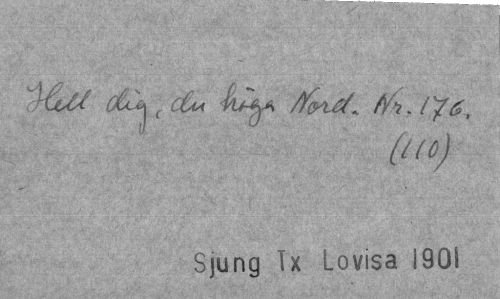 Hell dig, du höga Nord. Nr. 176.
(110)
Sjung Tx Lovisa 1901